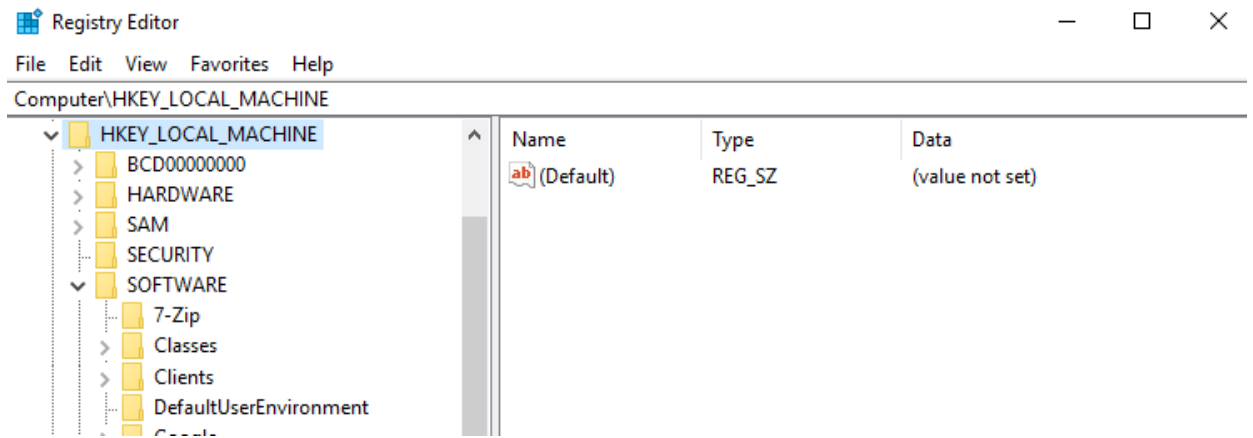 Registry Editor
File Edit View Favorites Help
Computer\HKEY_LOCAL_MACHINE
HKEY_LOCAL_MACHINE
BCD00000000
HARDWARE
SAM
SECURITY
SOFTWARE
7-Zip
Classes
Clients
DefaultUserEnvironment
Name Type Data
ab (Default) REG_SZ (value not set)